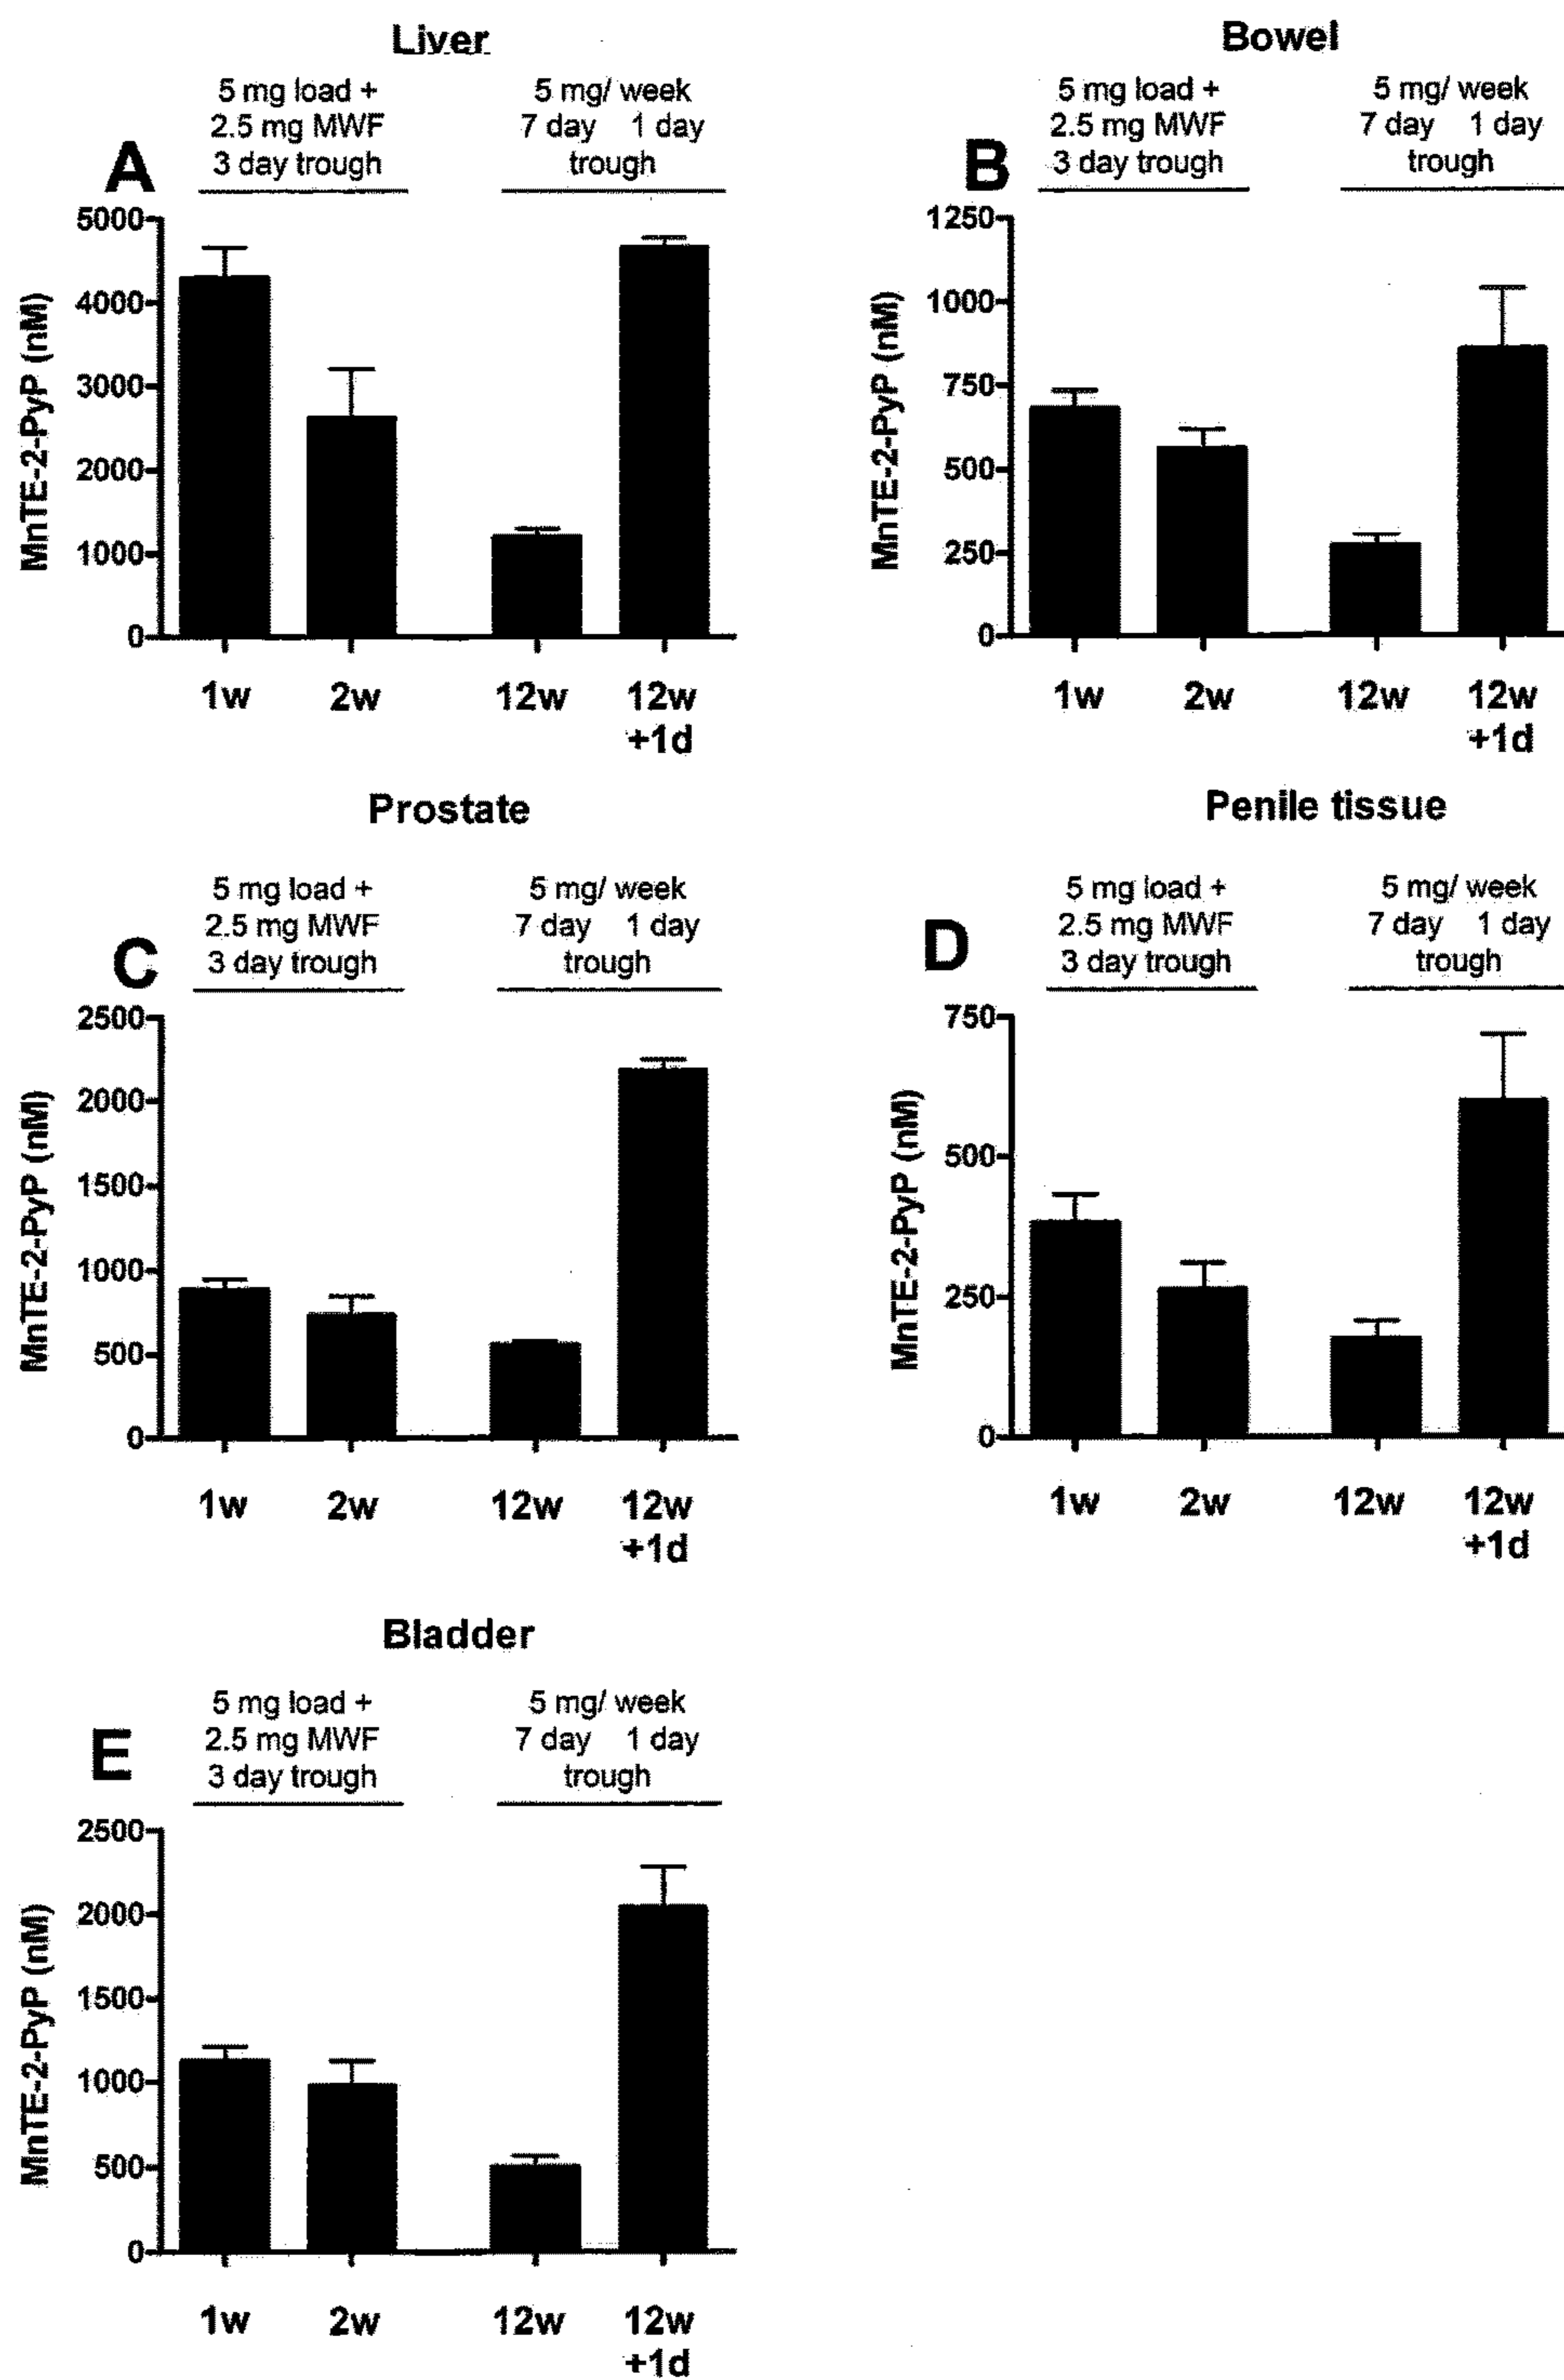 Liver
5 mg load +
2.5 mg MWF
3 day trough
5 mg/ week
7 day 1 day
trough
A
5000
4000
3000
2000
1000
0
MnTE-2-PyP (nM)
1w 2w 12w 12w
+1d
Bowel
5 mg load +
2.5 mg MWF
3 day trough
5 mg/ week
7 day 1 day
trough
B
1250
1000
750
500
250
0
MnTE-2-PyP (nM)
1w 2w 12w 12w
+1d
Prostate
5 mg load +
2.5 mg MWF
3 day trough
5 mg/ week
7 day 1 day
trough
C
2500
2000
1500
1000
500
0
MnTE-2-PyP (nM)
1w 2w 12w 12w
+1d
Penile tissue
5 mg load +
2.5 mg MWF
3 day trough
5 mg/ week
7 day 1 day
trough
D
750
500
250
0
MnTE-2-PyP (nM)
1w 2w 12w 12w
+1d
Bladder
5 mg load +
2.5 mg MWF
3 day trough
5 mg/ week
7 day 1 day
trough
E
2500
2000
1500
1000
500
0
MnTE-2-PyP (nM)
1w 2w 12w 12w
+1d